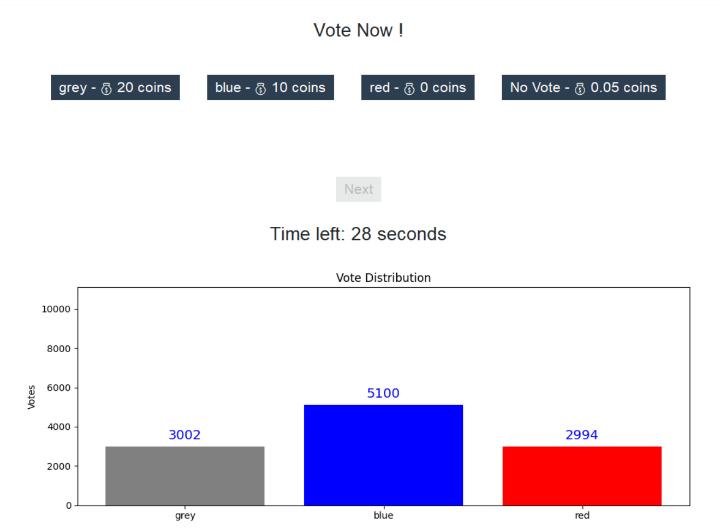 Vote Now !
grey - 💰 20 coins blue - 💰 10 coins red - 💰 0 coins No Vote - 💰 0.05 coins
Next
Time left: 28 seconds
Vote Distribution
10000
8000
6000
4000
2000
0
Votes
3002
5100
2994
grey blue red